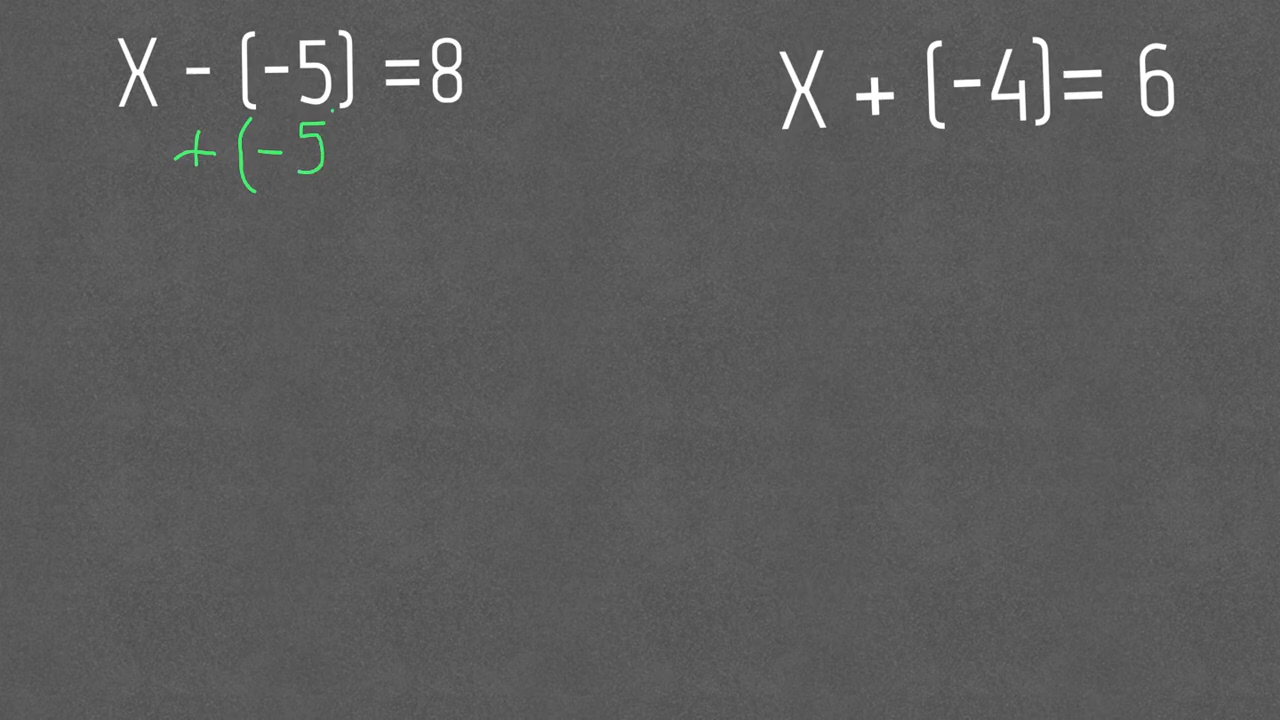 X - (-5) =8
+ (-5
X + (-4)= 6